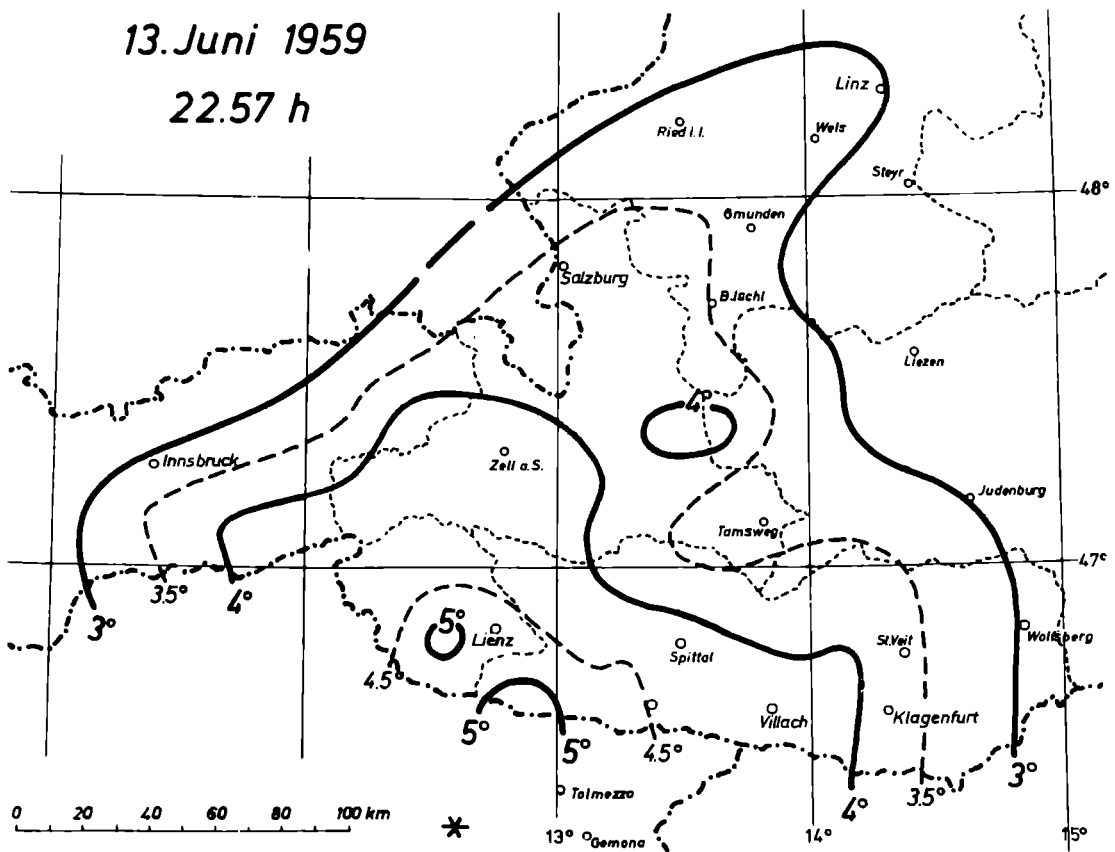 13. Juni 1959
22.57 h
Linz
Ried i. I.
Wels
Steyr
48°
Gmunden
Salzburg
B. Ischl
Liezen
4°
Innsbruck
Zell a. S.
Judenburg
Tamsweg
47°
3.5°
4°
3°
5°
Lienz
Wolfsberg
St. Veit
Spittal
4.5°
Villach
Klagenfurt
5°
5°
4.5°
3°
Tolmezzo
4°
3.5°
0 20 40 60 80 100 km
13°
14°
15°
Gemona